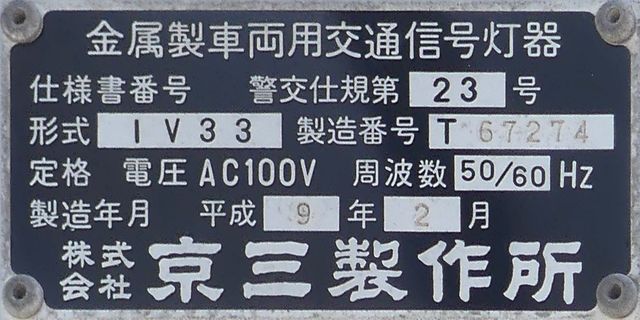 金属製車両用交通信号灯器
仕様書番号 警交仕規第 23 号
形式 1V33 製造番号 T 67274
定格 電圧 AC100V 周波数 50/60 Hz
製造年月 平成 9 年 2 月
株式会社 京三製作所